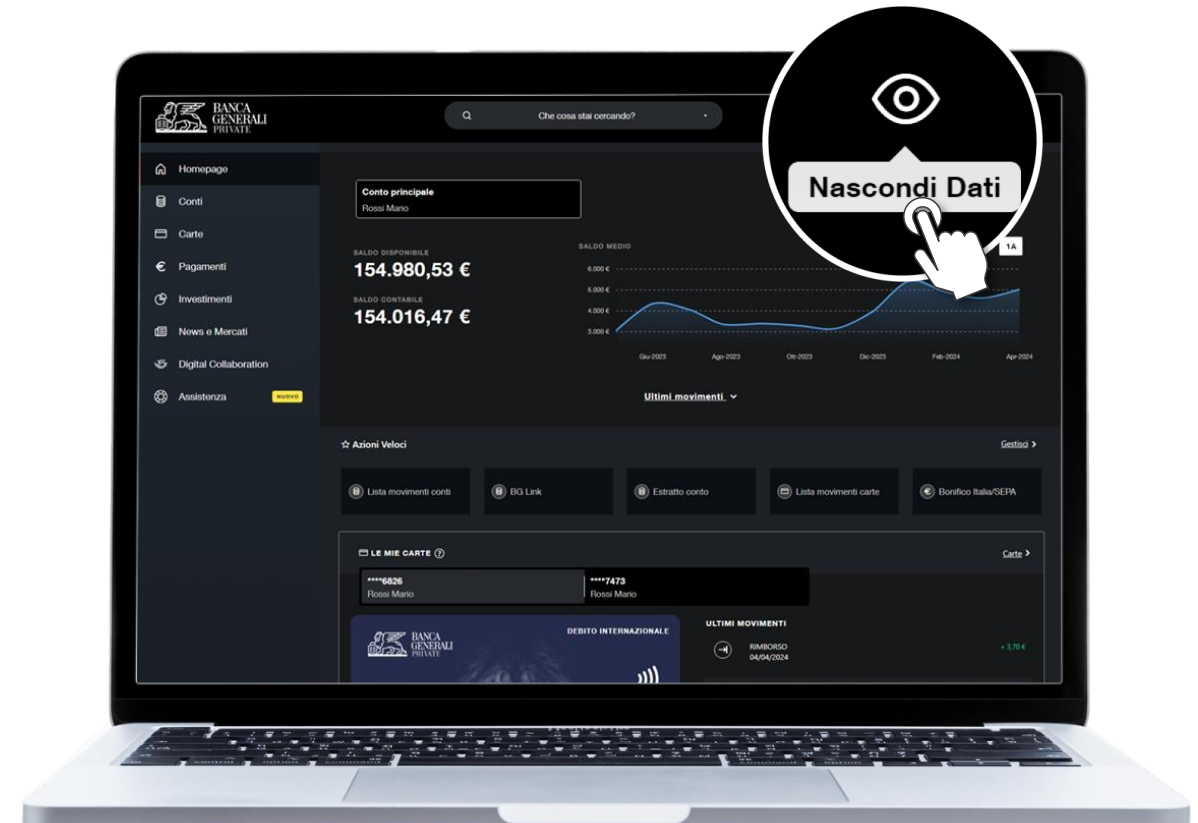 BANCA
GENERALI
PRIVATE
Che cosa stai cercando?
Nascondi Dati
Homepage
Conti
Carte
Pagamenti
Investimenti
News e Mercati
Digital Collaboration
Assistenza
NUOVO
Conto principale
Rossi Mario
SALDO DISPONIBILE
154.980,53 €
SALDO CONTABILE
154.016,47 €
SALDO MEDIO
1A
6.000 €
5.000 €
4.000 €
3.000 €
Giu-2023 Ago-2023 Ott-2023 Dic-2023 Feb-2024 Apr-2024
Ultimi movimenti
Azioni Veloci
Gestisci >
Lista movimenti conti
BG Link
Estratto conto
Lista movimenti carte
Bonifico Italia/SEPA
LE MIE CARTE ?
Carte >
****6826
Rossi Mario
****7473
Rossi Mario
BANCA
GENERALI
PRIVATE
DEBITO INTERNAZIONALE
ULTIMI MOVIMENTI
RIMBORSO
04/04/2024
+ 3,70 €
control option command command option